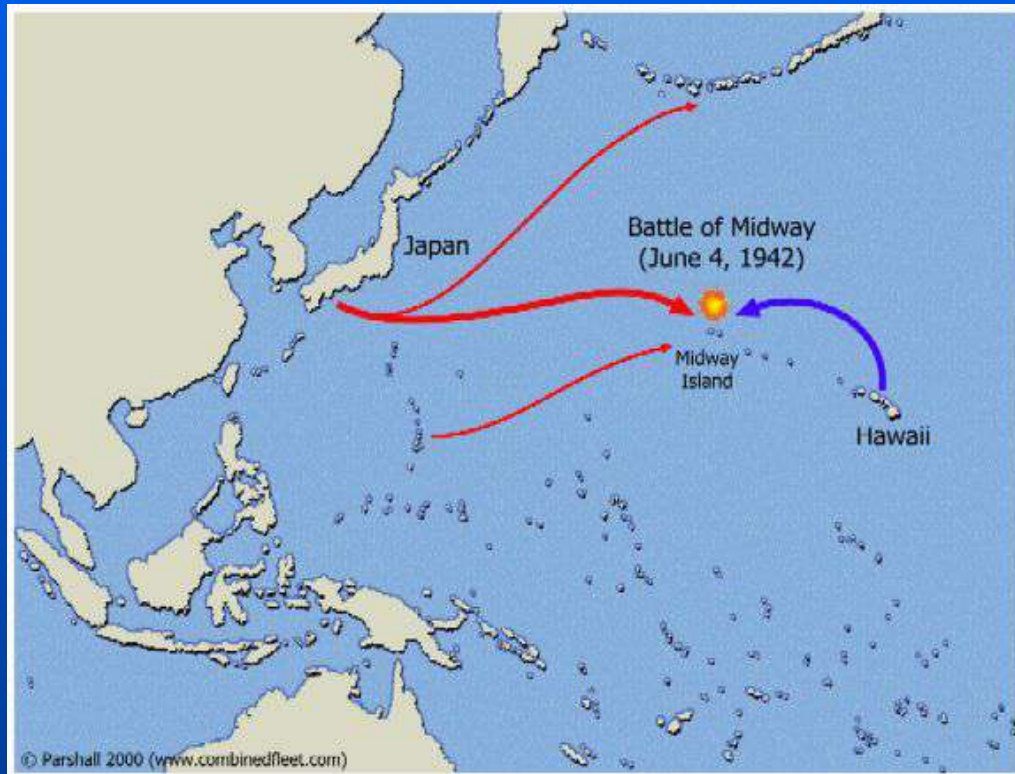 Battle of Midway
(June 4, 1942)
Japan
Midway
Island
Hawaii
© Parshall 2000 (www.combinedfleet.com)